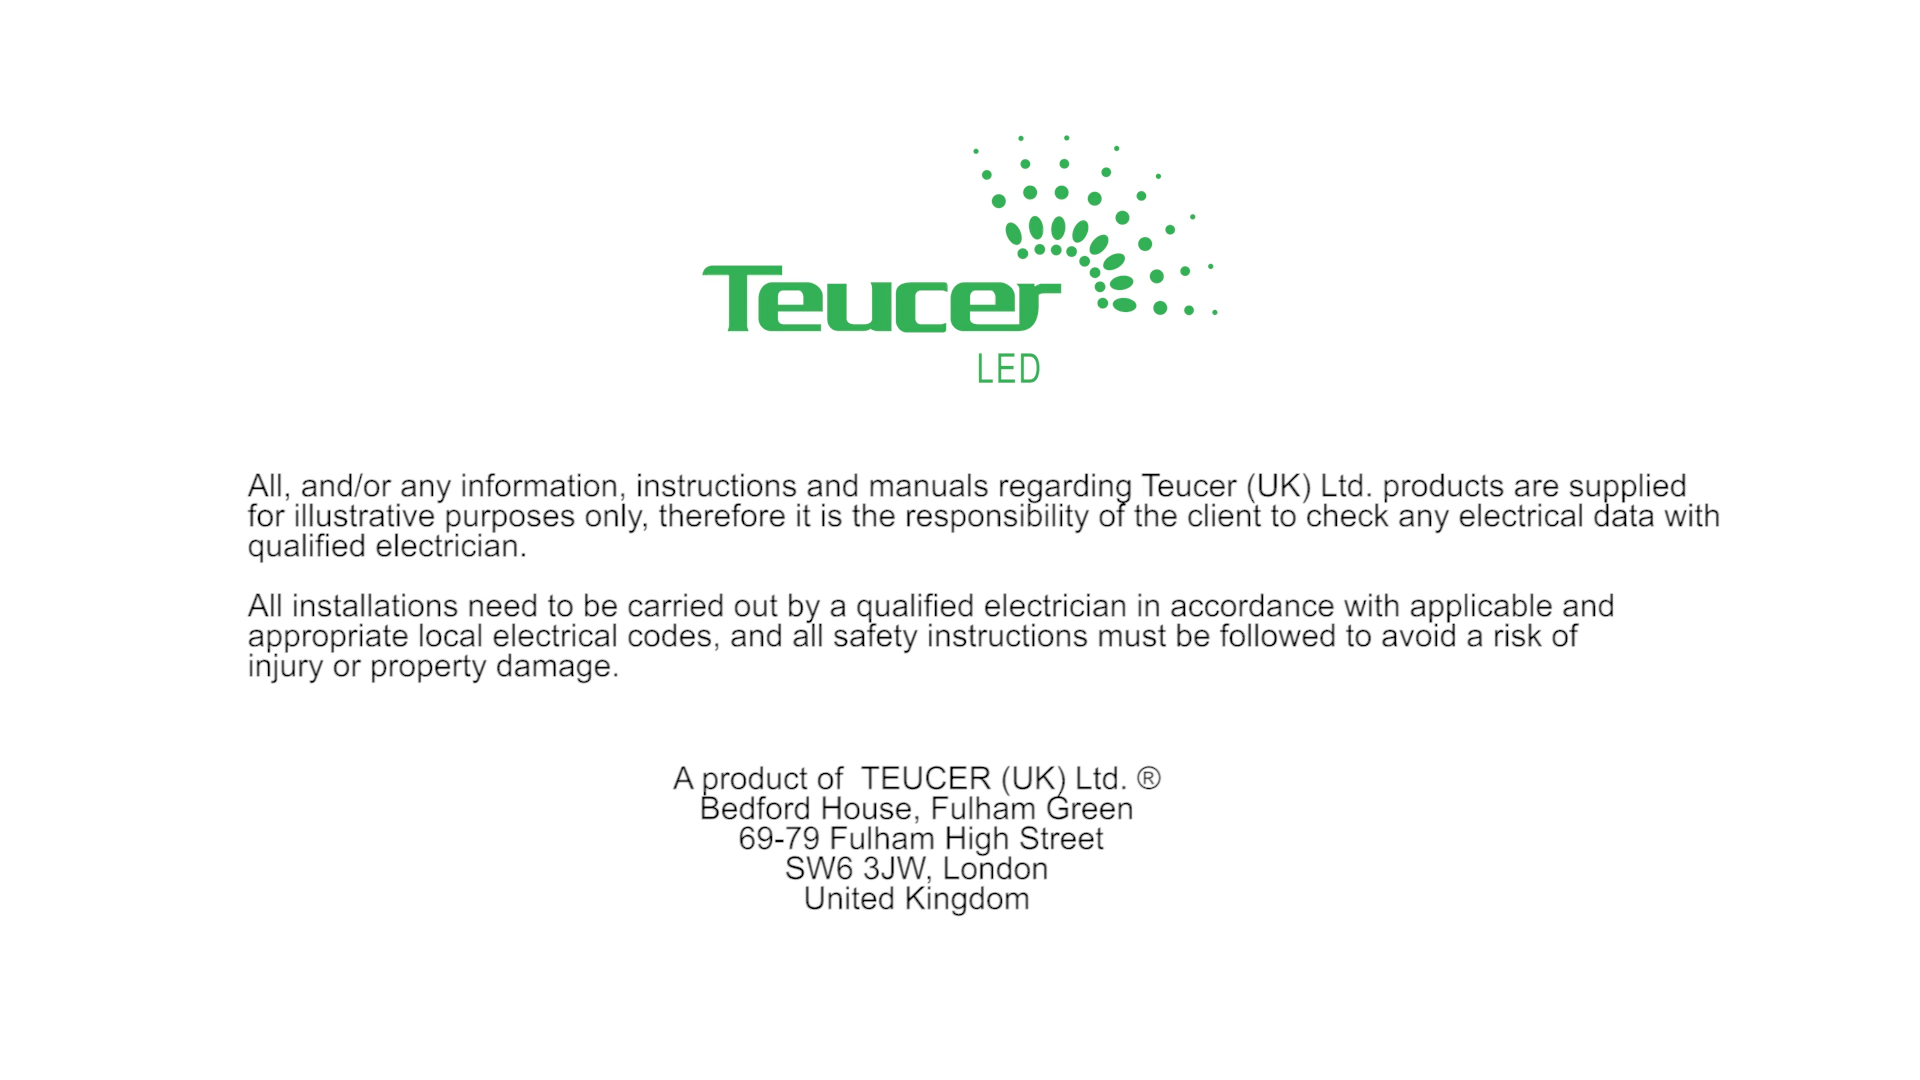 Teucer
LED
All, and/or any information, instructions and manuals regarding Teucer (UK) Ltd. products are supplied
for illustrative purposes only, therefore it is the responsibility of the client to check any electrical data with
qualified electrician.
All installations need to be carried out by a qualified electrician in accordance with applicable and
appropriate local electrical codes, and all safety instructions must be followed to avoid a risk of
injury or property damage.
A product of  TEUCER (UK) Ltd. ®
Bedford House, Fulham Green
69-79 Fulham High Street
SW6 3JW, London
United Kingdom